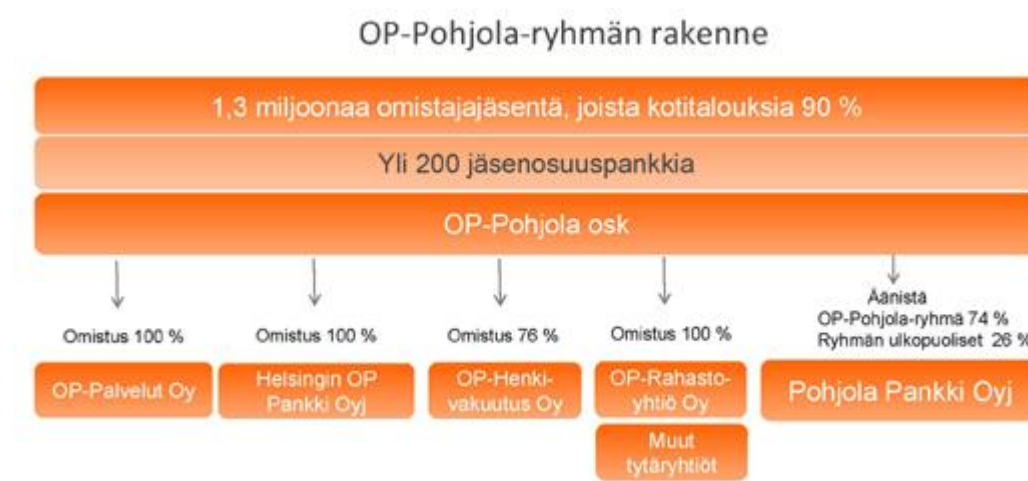 OP-Pohjola-ryhmän rakenne
1,3 miljoonaa omistajajäsentä, joista kotitalouksia 90 %
Yli 200 jäsenosuuspankkia
OP-Pohjola osk
Omistus 100 %
Omistus 100 %
Omistus 76 %
Omistus 100 %
Äänistä
OP-Pohjola-ryhmä 74 %
Ryhmän ulkopuoliset 26 %
OP-Palvelut Oy
Helsingin OP
Pankki Oyj
OP-Henki-
vakuutus Oy
OP-Rahasto-
yhtiö Oy
Pohjola Pankki Oyj
Muut
tytäryhtiöt